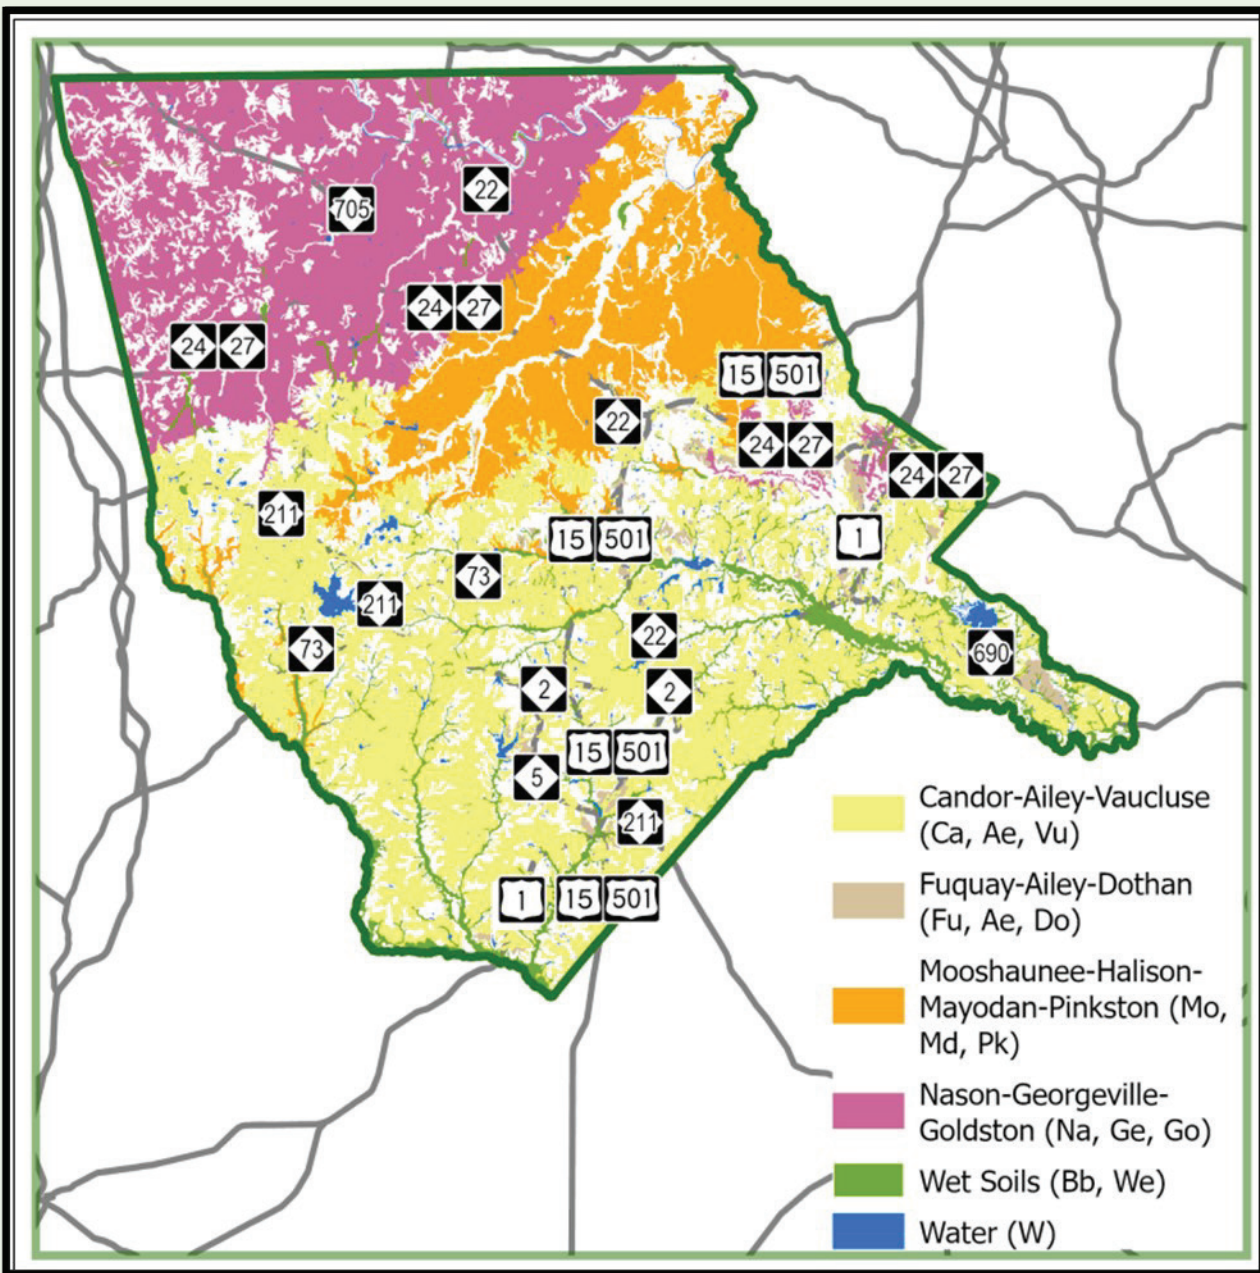 22
705
24 27
24 27
15 501
22
24 27
24 27
211
15 501
1
73
211
22
73
690
2
2
15 501
5
211
1
15 501
Candor-Ailey-Vaucluse
(Ca, Ae, Vu)
Fuquay-Ailey-Dothan
(Fu, Ae, Do)
Mooshaunee-Halison-
Mayodan-Pinkston (Mo,
Md, Pk)
Nason-Georgeville-
Goldston (Na, Ge, Go)
Wet Soils (Bb, We)
Water (W)